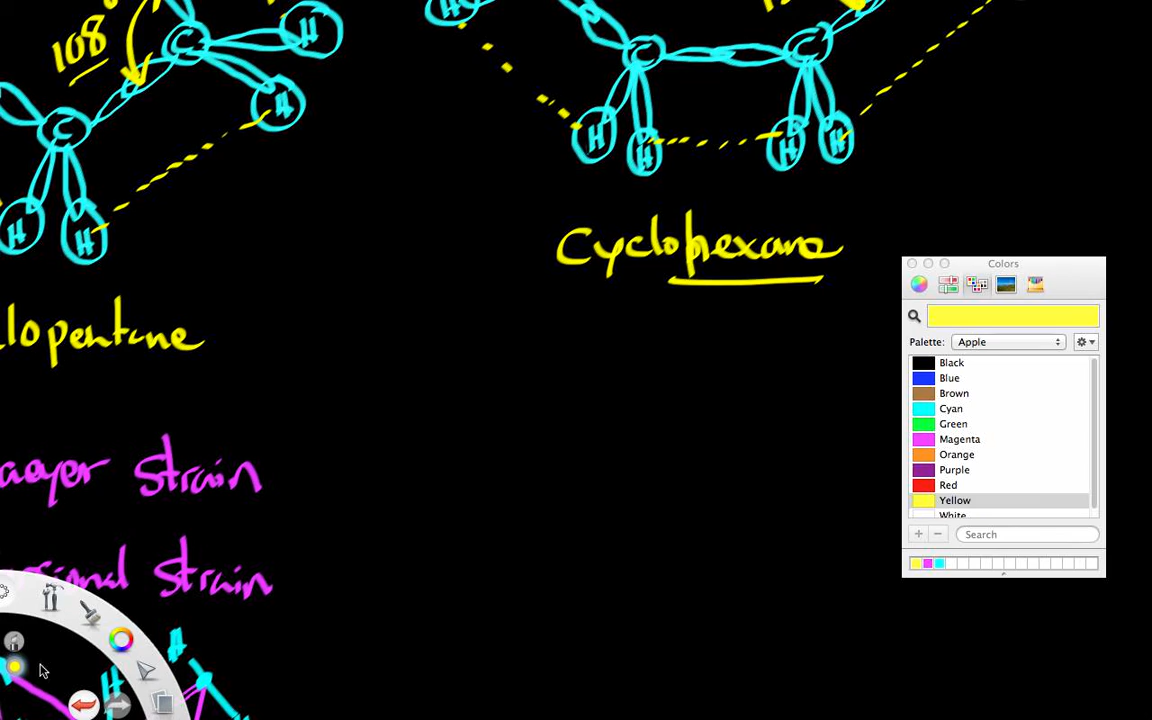 108
C
H
H
C
H
H
C
H
H
C
H
H
cyclohexane
lopentane
aeyer strain
strain
H
H
Colors
Palette: Apple
Black
Blue
Brown
Cyan
Green
Magenta
Orange
Purple
Red
Yellow
White
Search